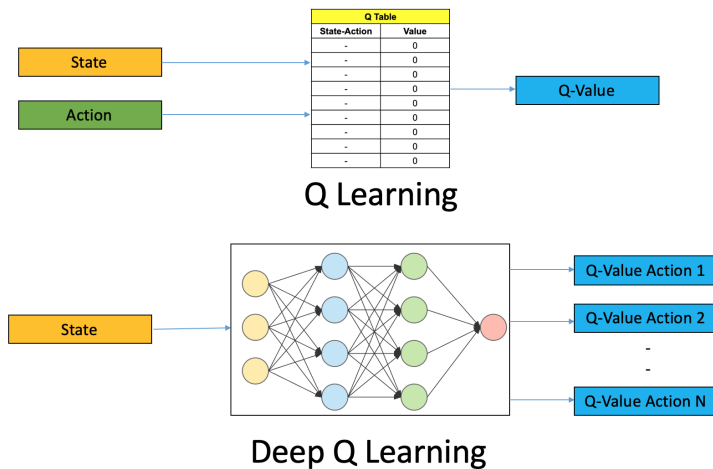 Q Table
State-Action Value
- 0
- 0
- 0
- 0
- 0
- 0
- 0
- 0
- 0
State
Action
Q-Value
Q Learning
State
Q-Value Action 1
Q-Value Action 2
-
-
Q-Value Action N
Deep Q Learning